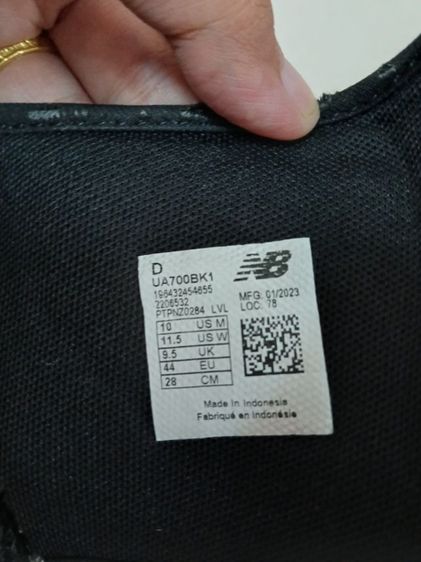 D
UA700BK1
196432454655
2206532
PTPNZ0284 LVL
NB
MFG: 01/2023
LOC: 78
10 US M
11.5 US W
9.5 UK
44 EU
28 CM
Made In Indonesia
Fabriqué en Indonésie